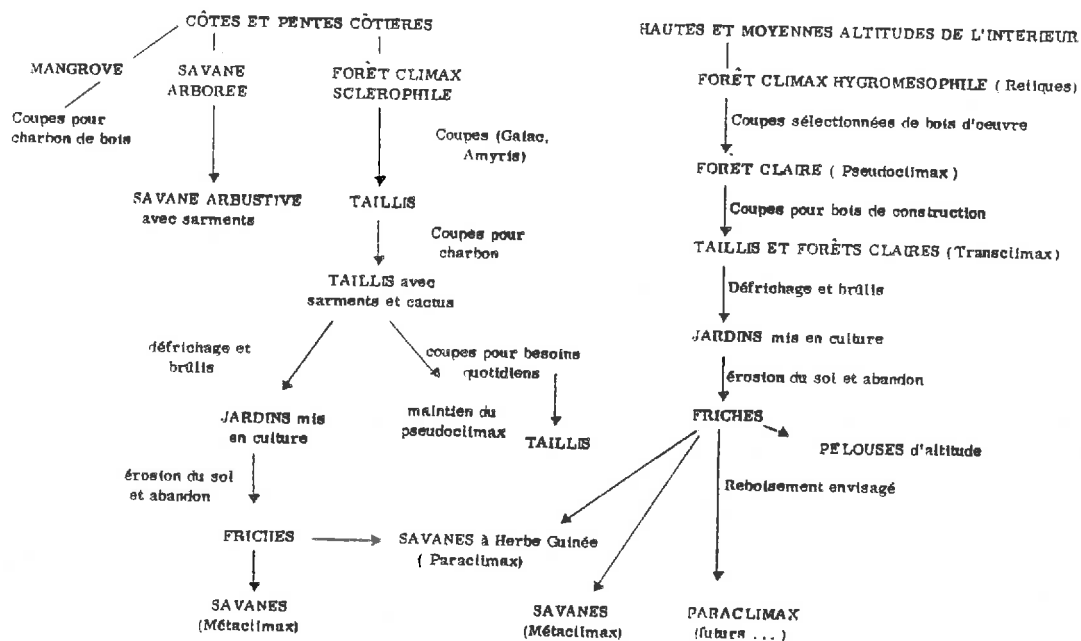 CÔTES ET PENTES CÔTIÈRES
MANGROVE
SAVANE
ARBOREE
FORÊT CLIMAX
SCLEROPHILE
Coupes pour
charbon de bois
Coupes (Gaiac,
Amyris)
SAVANE ARBUSTIVE
avec sarments
TAILLIS
Coupes pour
charbon
TAILLIS avec
sarments et cactus
défrichage et
brûlis
coupes pour besoins
quotidiens
JARDINS mis
en culture
maintien du
pseudoclimax
TAILLIS
érosion du sol
et abandon
FRICHES
SAVANES à Herbe Guinée
(Paraclimax)
SAVANES
(Métaclimax)
HAUTES ET MOYENNES ALTITUDES DE L'INTERIEUR
FORÊT CLIMAX HYGROMESOPHILE (Reliques)
Coupes sélectionnées de bois d'oeuvre
FORÊT CLAIRE (Pseudoclimax)
Coupes pour bois de construction
TAILLIS ET FORÊTS CLAIRES (Transclimax)
Défrichage et brûlis
JARDINS mis en culture
érosion du sol et abandon
FRICHES
PELOUSES d'altitude
Reboisement envisagé
SAVANES
(Métaclimax)
PARACLIMAX
(futurs ...)